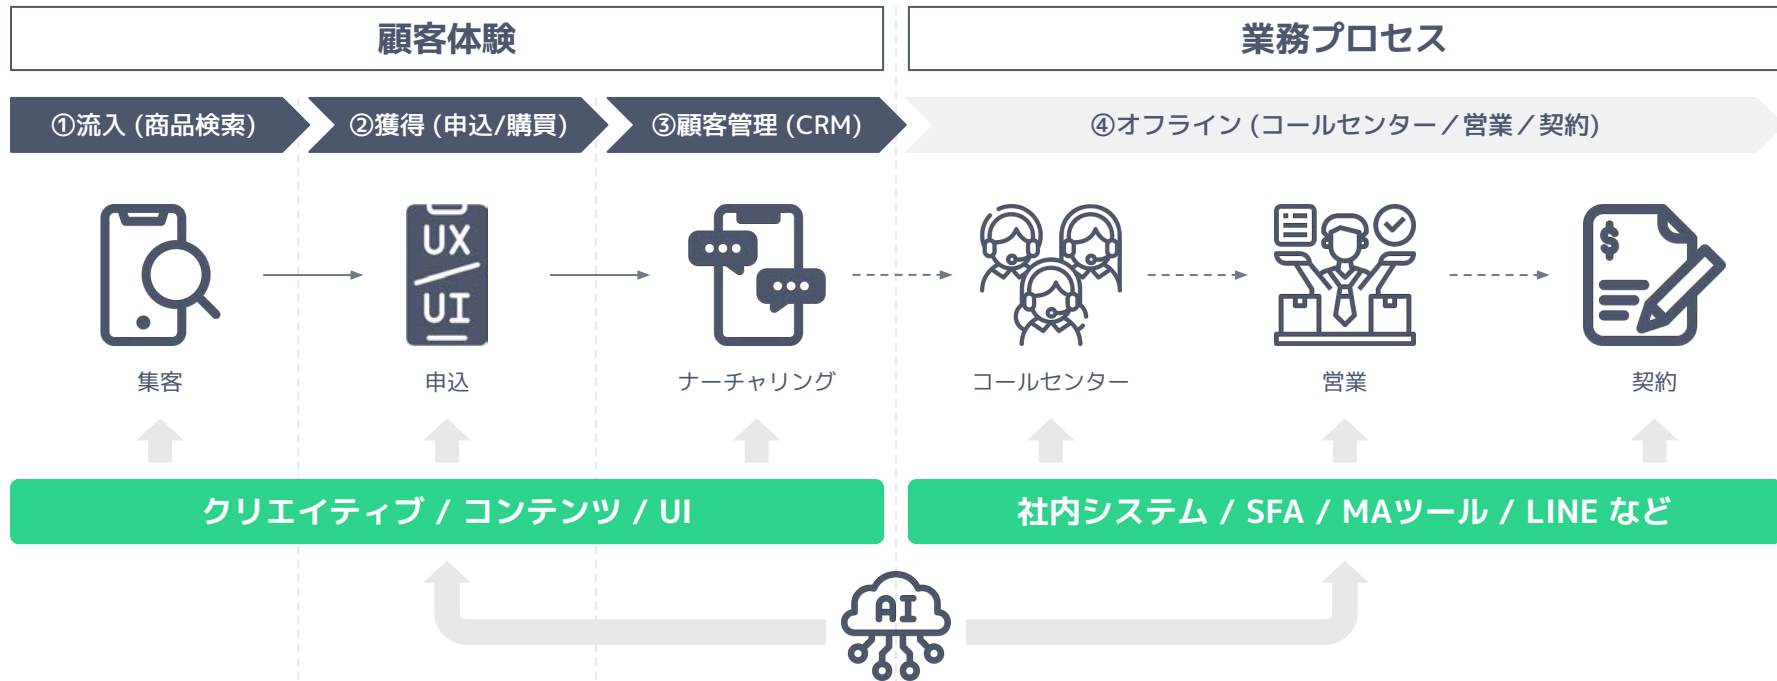 顧客体験
業務プロセス
①流入 (商品検索)
②獲得 (申込/購買)
③顧客管理 (CRM)
④オフライン (コールセンター／営業／契約)
UX
UI
$
集客
申込
ナーチャリング
コールセンター
営業
契約
クリエイティブ / コンテンツ / UI
社内システム / SFA / MAツール / LINE など
AI